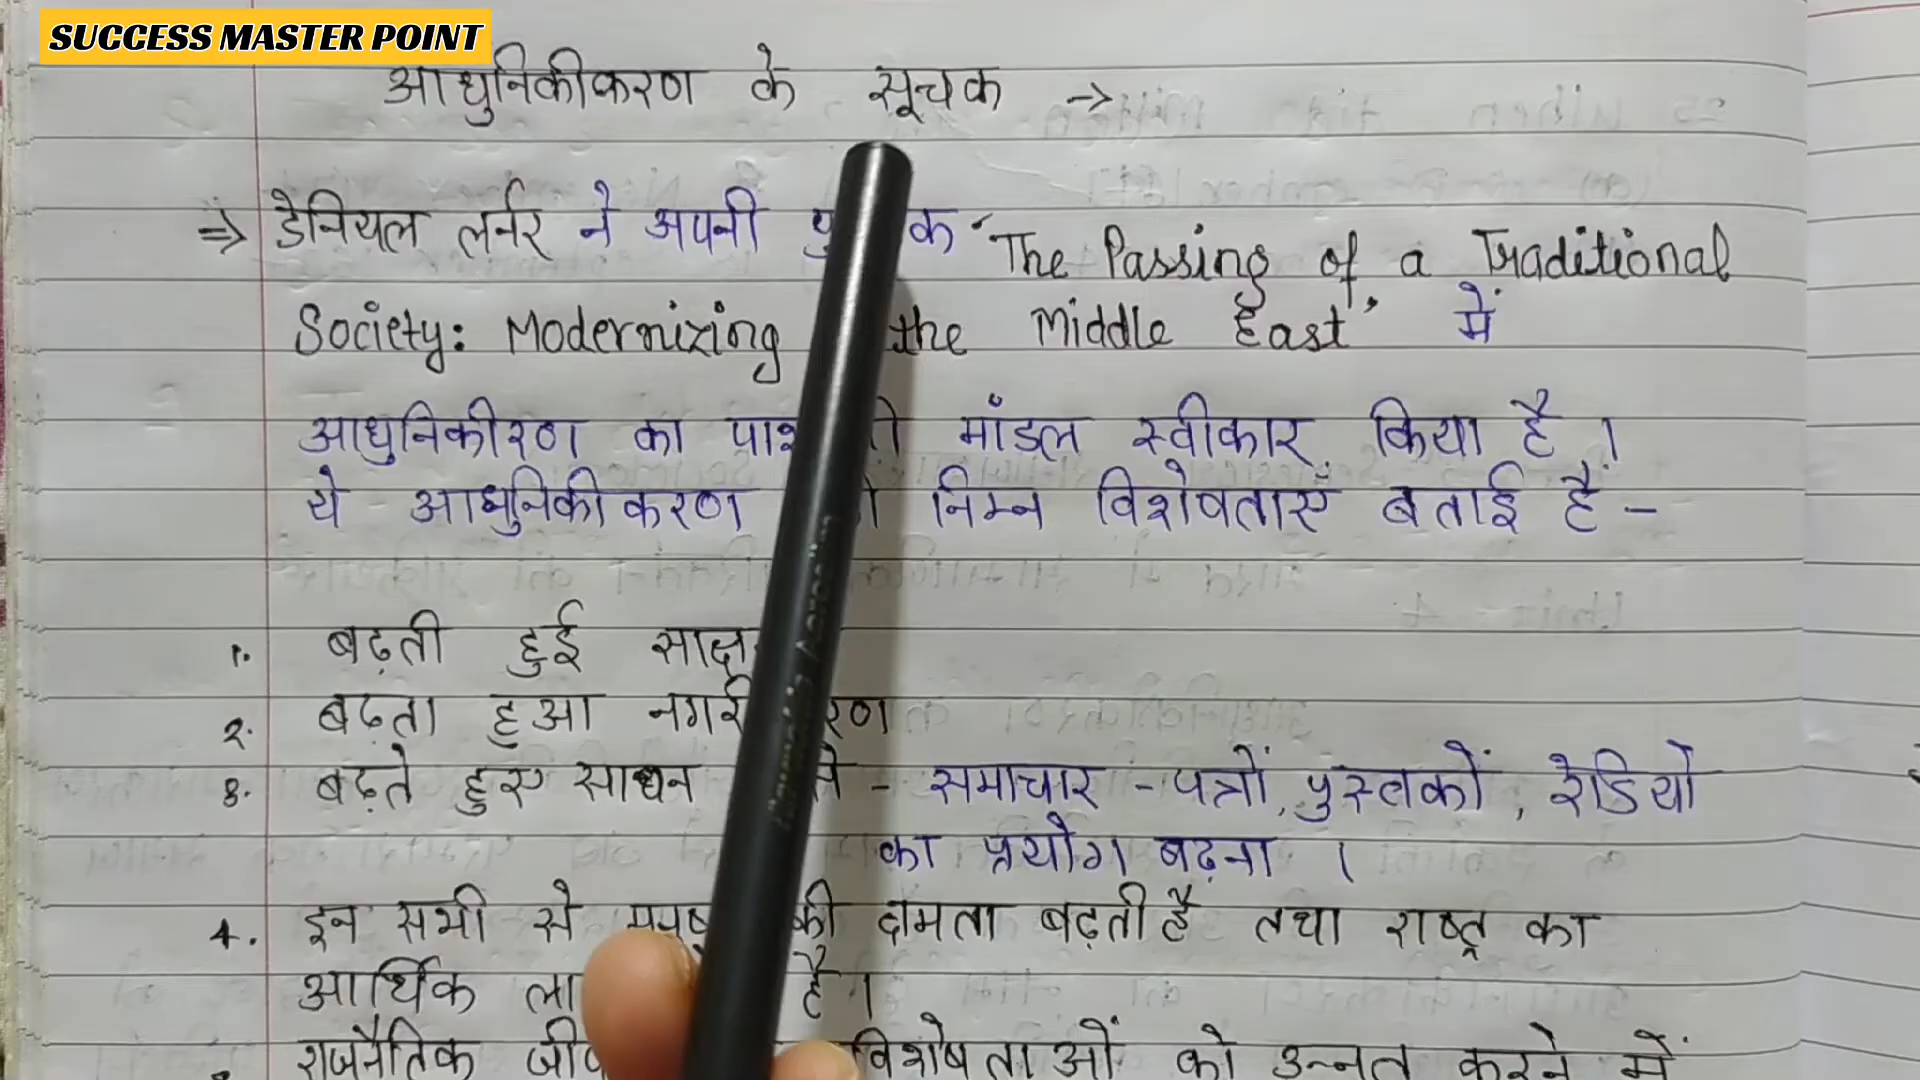 SUCCESS MASTER POINT
आधुनिकीकरण के सूचक →
⇒ डेनियल लर्नर ने अपनी 'The Passing of a Traditional
Society: Modernizing the Middle East' में
आधुनिकीरण का मॉडल स्वीकार किया है ।
ये आधुनिकीकरण निम्न विशेषताएँ बताई हैं -
1. बढ़ती हुई
2. बढ़ता हुआ
3. बढ़ते हुए साधन - समाचार - पत्रों, पुस्तकों, रेडियो
का प्रयोग बढ़ना ।
4. इन सभी से की क्षमता बढ़ती है तथा राष्ट्र का
आर्थिक है ।
राजनैतिक विशेषताओं को उन्नत करने में